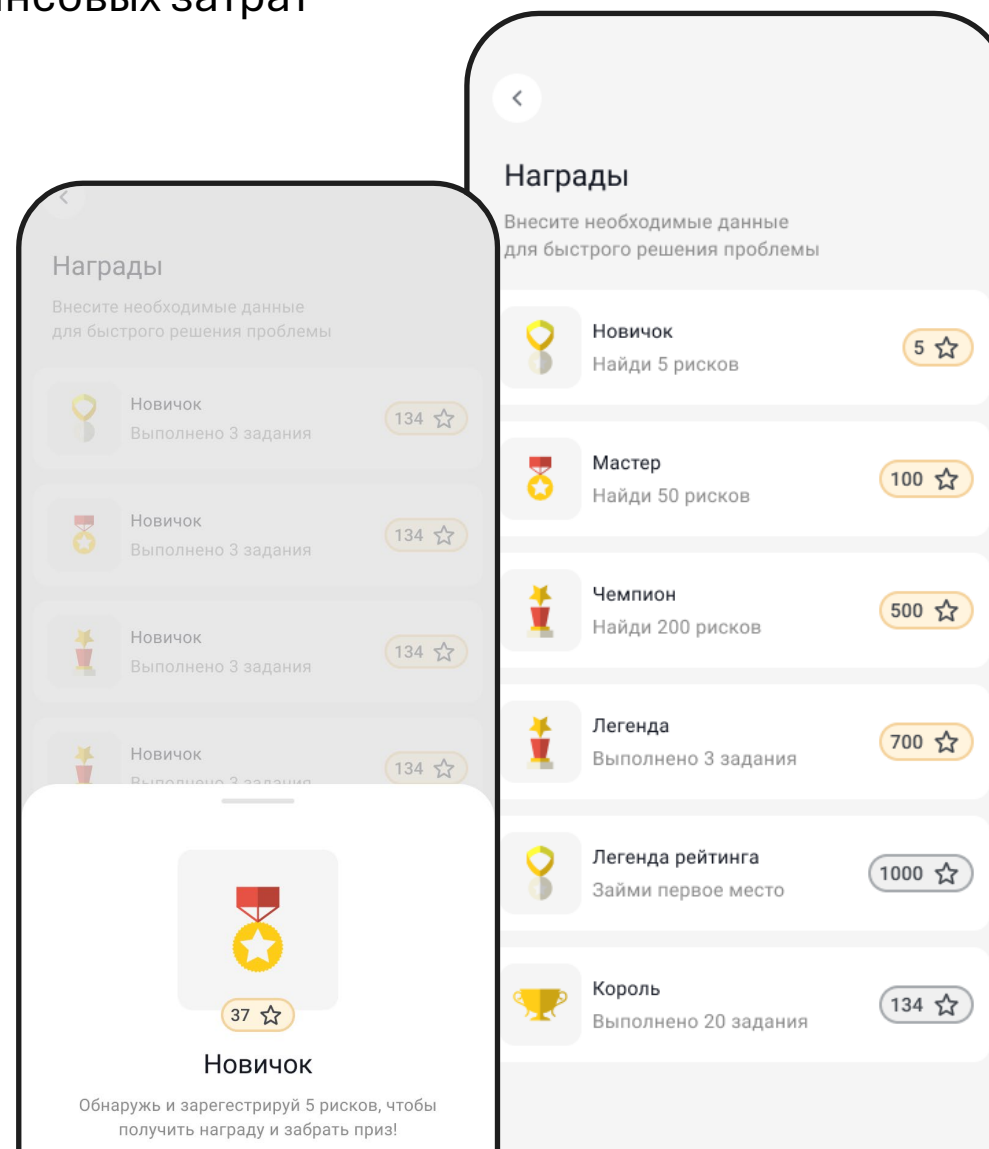 нсовых затрат
Награды
Внесите необходимые данные
для быстрого решения проблемы
Новичок
Выполнено 3 задания
134
Новичок
Выполнено 3 задания
134
Новичок
Выполнено 3 задания
134
Новичок
Выполнено 3 задания
134
37
Новичок
Обнаружь и зарегестрируй 5 рисков, чтобы
получить награду и забрать приз!
Награды
Внесите необходимые данные
для быстрого решения проблемы
Новичок
Найди 5 рисков
5
Мастер
Найди 50 рисков
100
Чемпион
Найди 200 рисков
500
Легенда
Выполнено 3 задания
700
Легенда рейтинга
Займи первое место
1000
Король
Выполнено 20 задания
134